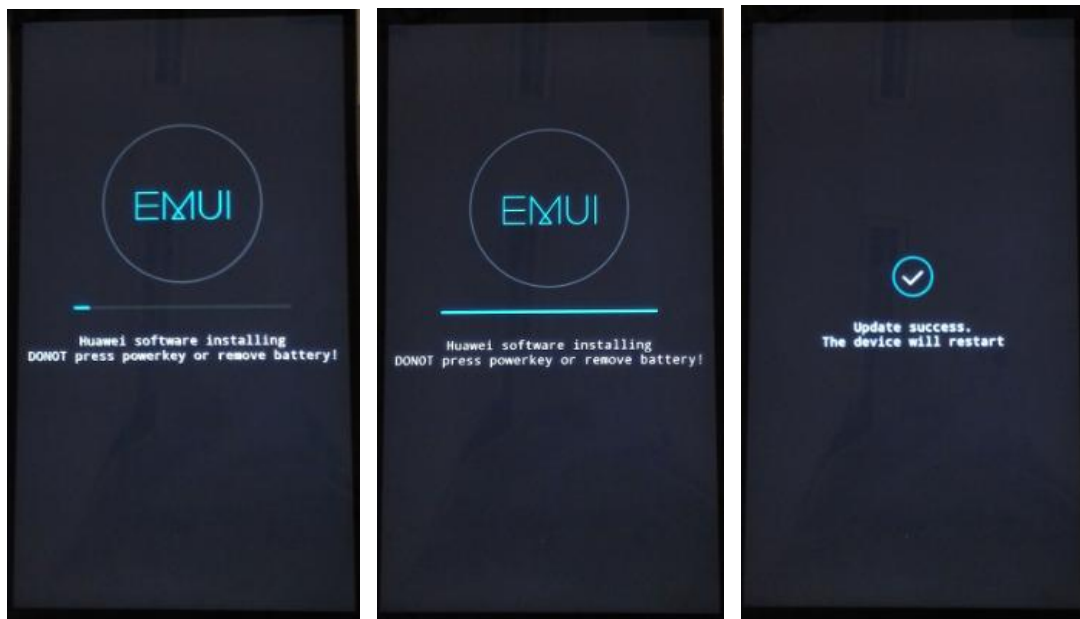 EMUI
Huawei software installing
DONOT press powerkey or remove battery!
EMUI
Huawei software installing
DONOT press powerkey or remove battery!
Update success.
The device will restart